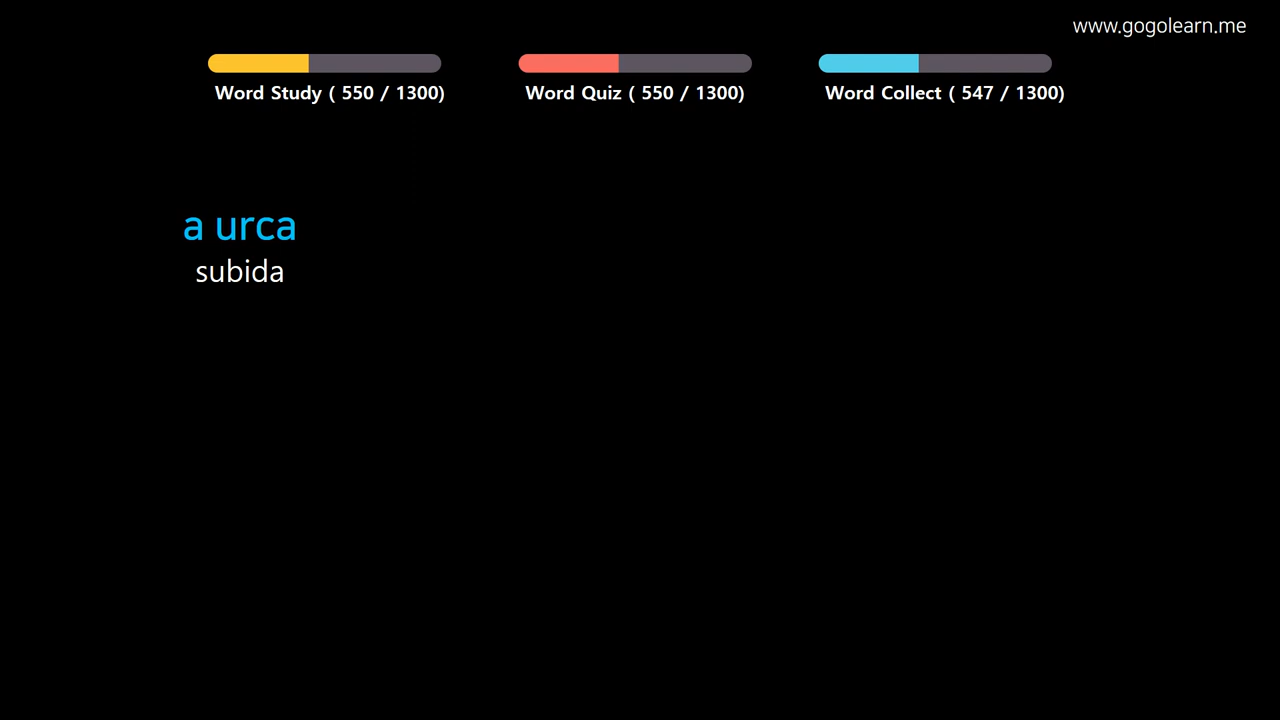 www.gogolearn.me
Word Study ( 550 / 1300)
Word Quiz ( 550 / 1300)
Word Collect ( 547 / 1300)
a urca
subida